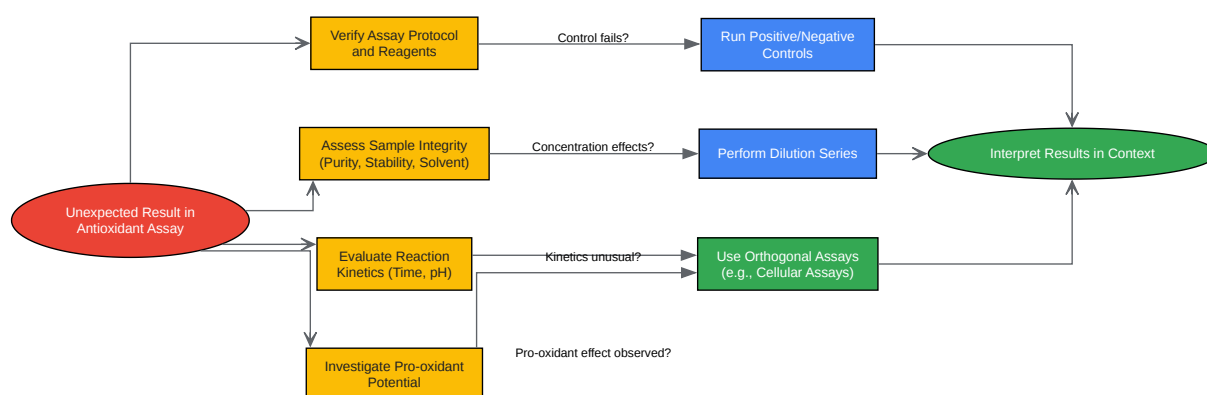 Verify Assay Protocol
and Reagents
Control fails?
Run Positive/Negative
Controls
Assess Sample Integrity
(Purity, Stability, Solvent)
Concentration effects?
Perform Dilution Series
Interpret Results in Context
Unexpected Result in
Antioxidant Assay
Evaluate Reaction
Kinetics (Time, pH)
Kinetics unusual?
Use Orthogonal Assays
(e.g., Cellular Assays)
Investigate Pro-oxidant
Potential
Pro-oxidant effect observed?